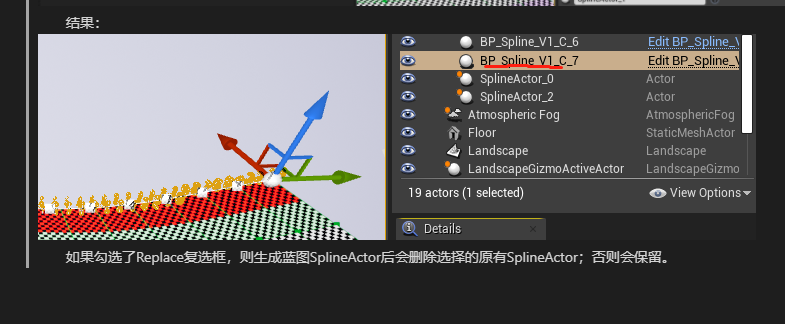 结果：
BP_Spline_V1_C_6 Edit BP_Spline_V
BP_Spline_V1_C_7 Edit BP_Spline_V
SplineActor_0 Actor
SplineActor_2 Actor
Atmospheric Fog AtmosphericFog
Floor StaticMeshActor
Landscape Landscape
LandscapeGizmoActiveActor LandscapeGizmo
19 actors (1 selected) View Options
Details
如果勾选了Replace复选框，则生成蓝图SplineActor后会删除选择的原有SplineActor；否则会保留。